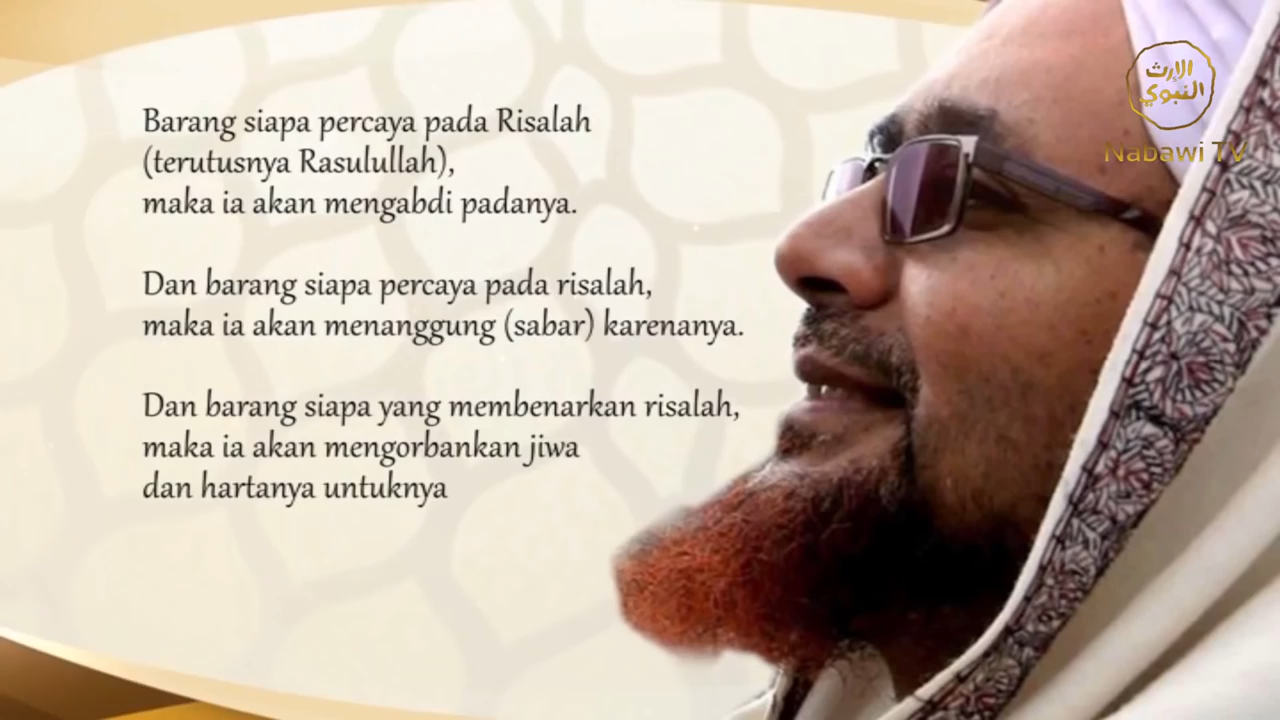 Barang siapa percaya pada Risalah
(terutusnya Rasulullah),
maka ia akan mengabdi padanya.
Dan barang siapa percaya pada risalah,
maka ia akan menanggung (sabar) karenanya.
Dan barang siapa yang membenarkan risalah,
maka ia akan mengorbankan jiwa
dan hartanya untuknya
الإرث
النبوي
Nabawi TV